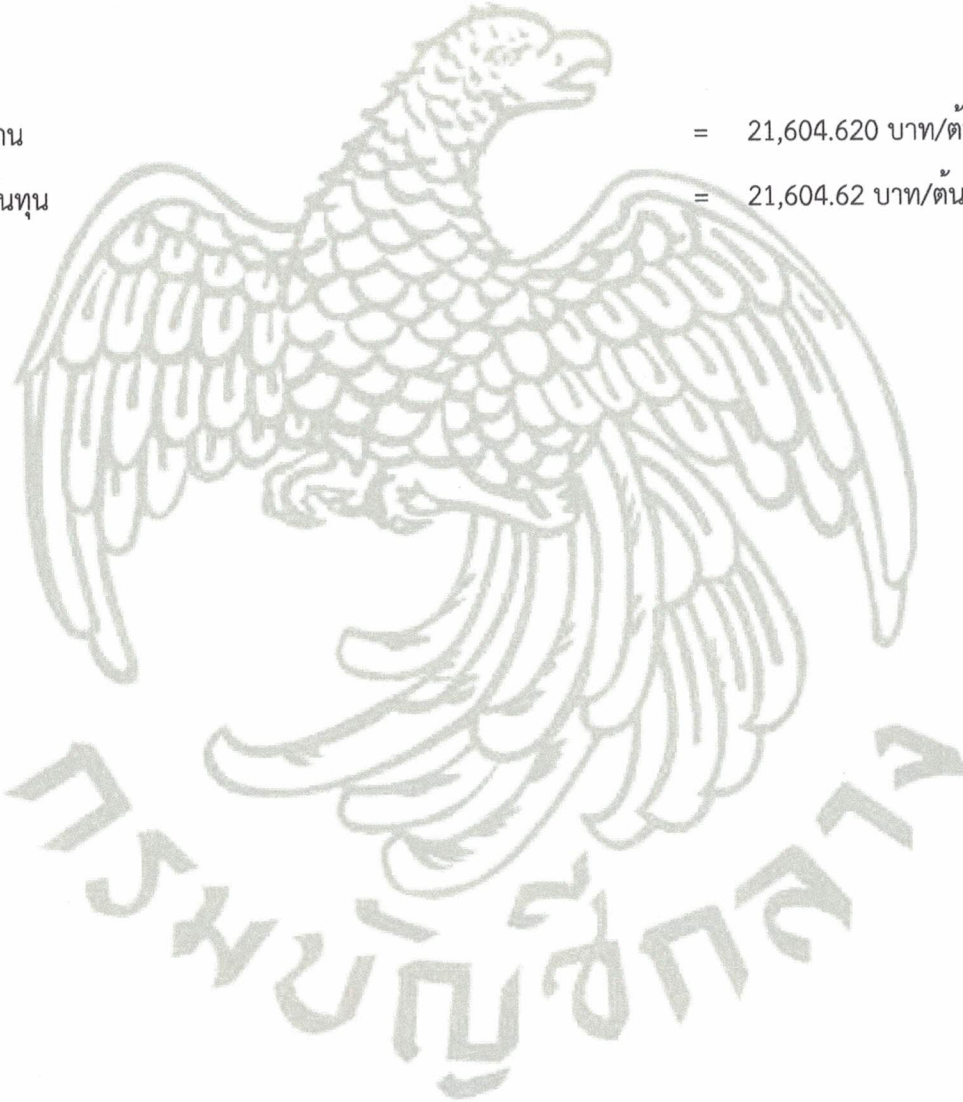 าน = 21,604.620 บาท/ต้
นทุน = 21,604.62 บาท/ต้น
กรมบัญชีกลาง